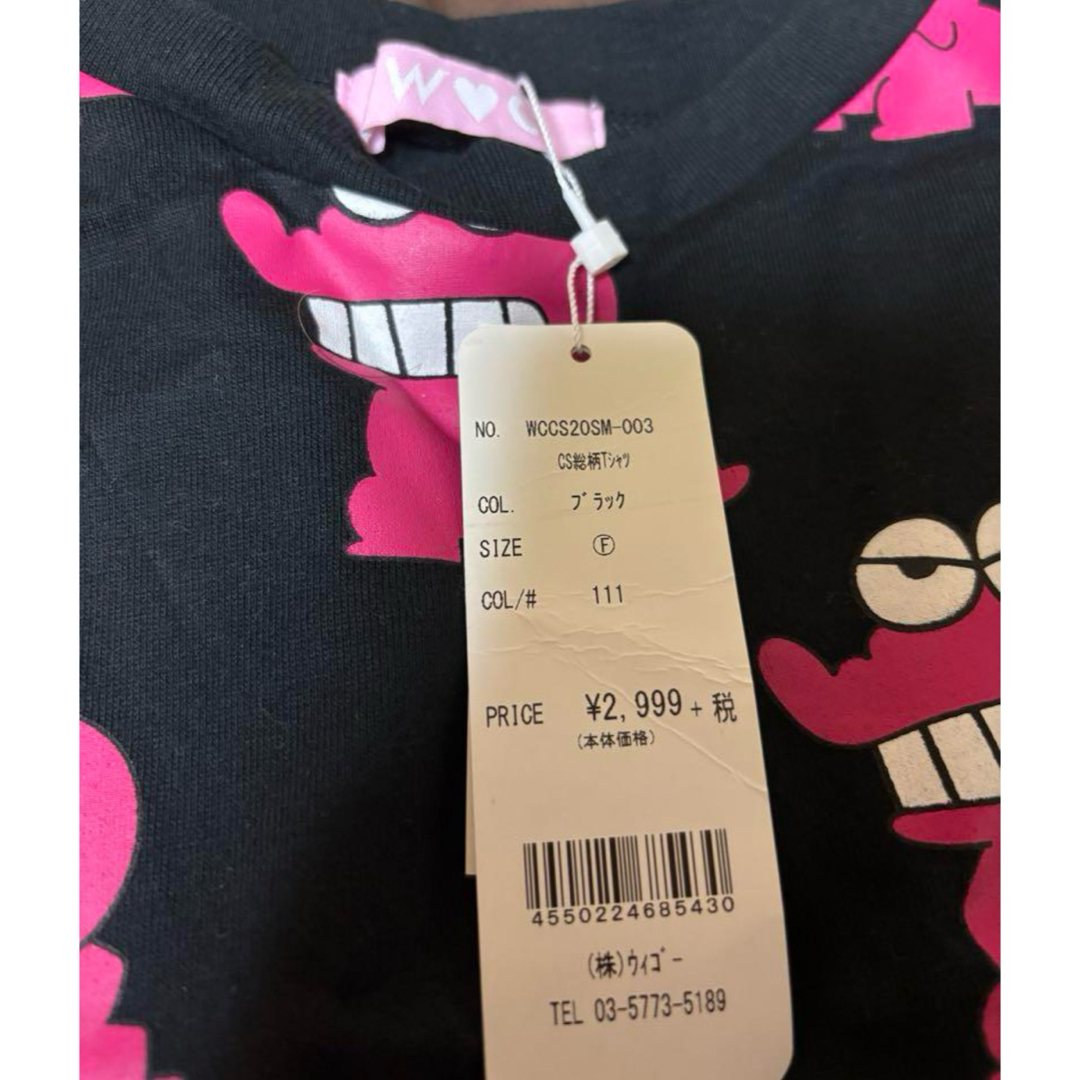 W♥C
NO. WCCS20SM-003
CS総柄Tｼｬﾂ
COL. ﾌﾞﾗｯｸ
SIZE Ⓕ
COL/# 111
PRICE ¥2,999+税
(本体価格)
4550224685430
(株)ｳｨｺﾞｰ
TEL 03-5773-5189